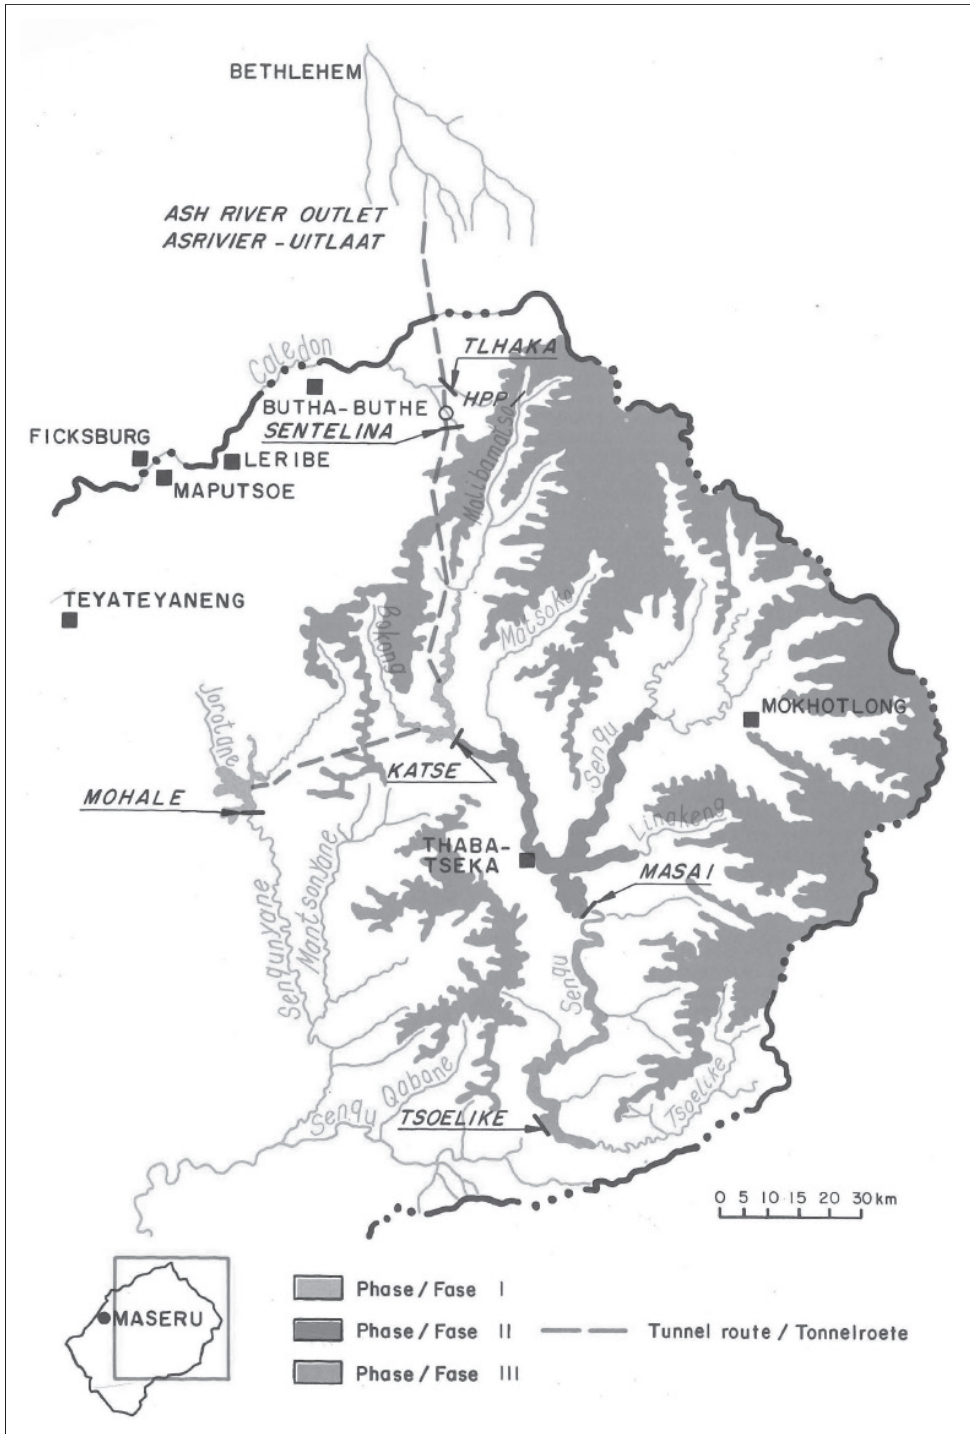 BETHLEHEM
ASH RIVER OUTLET
ASRIVIER - UITLAAT
Caledon
TLHAKA
HPP
BUTHA-BUTHE
SENTELINA
FICKSBURG
LERIBE
MAPUTSOE
Malibamatso
TEYATEYANENG
Bokong
Matsoku
Jorotane
MOKHOTLONG
Senqu
KATSE
MOHALE
Linakeng
THABA-
TSEKA
MASAI
Senqunyane
Mantsonyane
Senqu
Qabane
Senqu
TSOELIKE
Tsoelike
0 5 10 15 20 30 km
MASERU
Phase / Fase I
Phase / Fase II
Tunnel route / Tonnelroete
Phase / Fase III